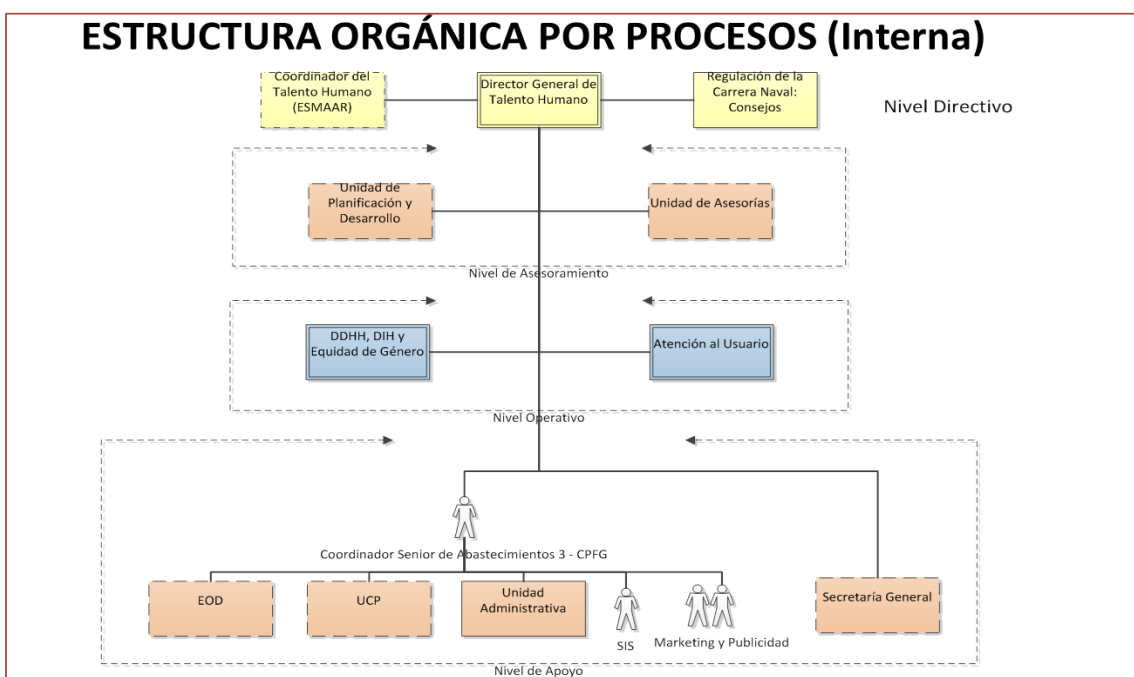 ESTRUCTURA ORGÁNICA POR PROCESOS (Interna)
Coordinador del
Talento Humano
(ESMAAR)
Director General de
Talento Humano
Regulación de la
Carrera Naval:
Consejos
Nivel Directivo
Unidad de
Planificación y
Desarrollo
Unidad de Asesorías
Nivel de Asesoramiento
DDHH, DIH y
Equidad de Género
Atención al Usuario
Nivel Operativo
Coordinador Senior de Abastecimientos 3 - CPFG
EOD
UCP
Unidad
Administrativa
SIS
Marketing y Publicidad
Secretaría General
Nivel de Apoyo